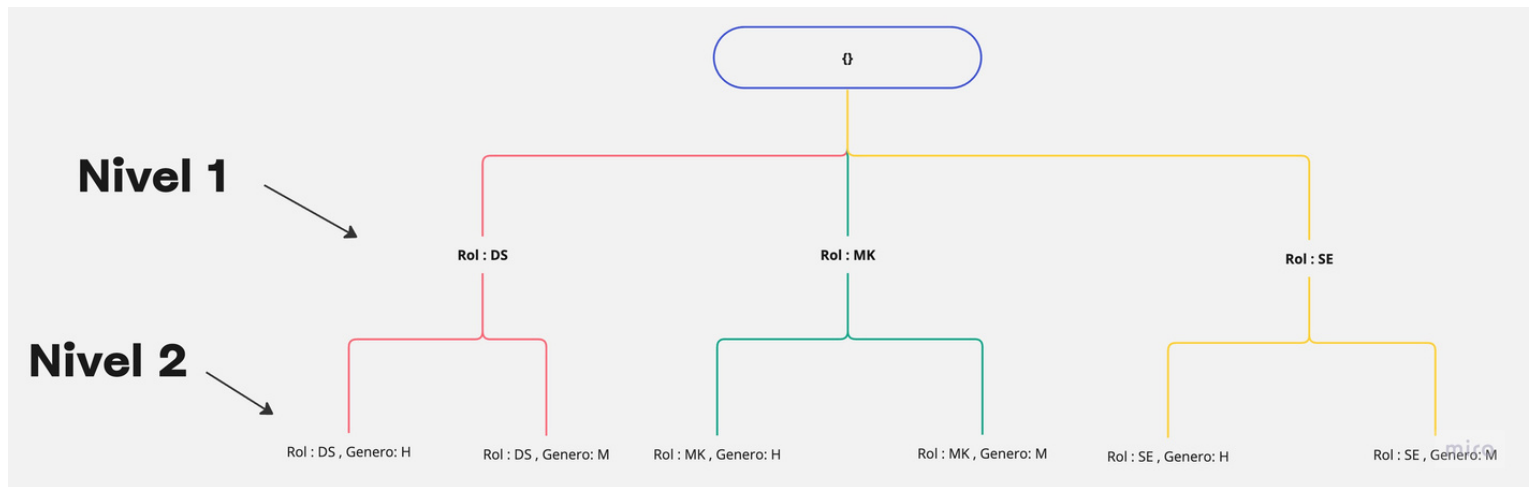 {}
Nivel 1
Rol : DS
Rol : MK
Rol : SE
Nivel 2
Rol : DS , Genero: H
Rol : DS , Genero: M
Rol : MK , Genero: H
Rol : MK , Genero: M
Rol : SE , Genero: H
Rol : SE , Genero: M
miro